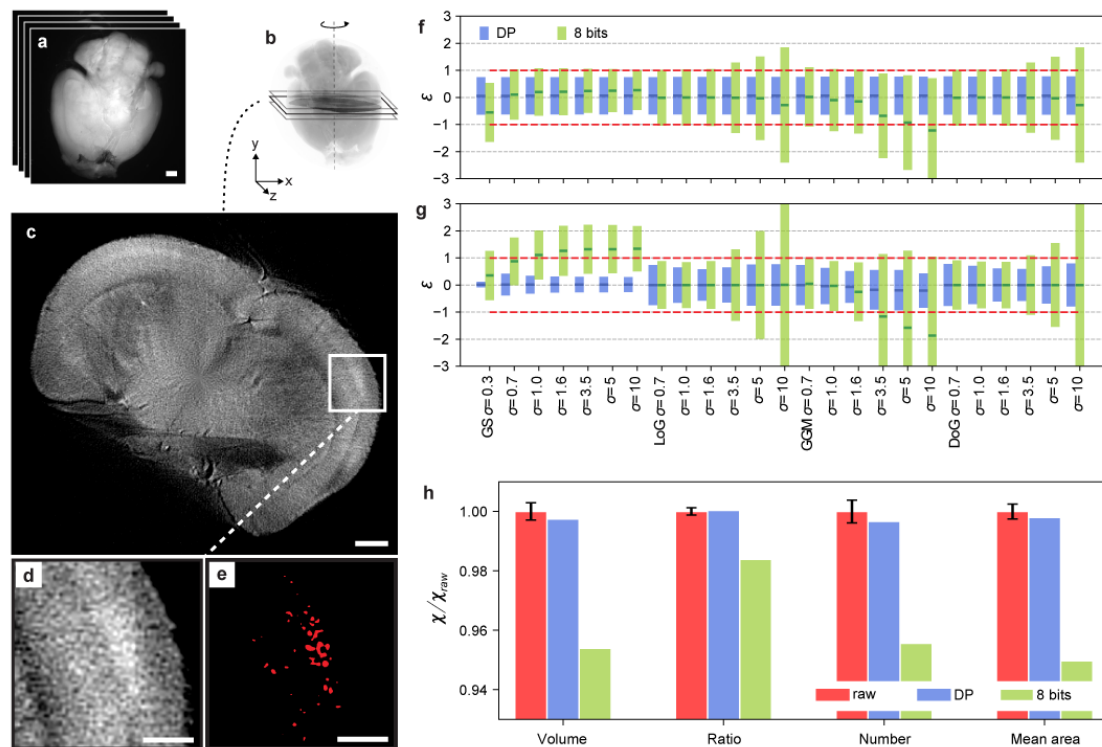 a
b
y
x
z
c
d
e
f
DP
8 bits
3
2
1
0
-1
-2
-3
ε
g
3
2
1
0
-1
-2
-3
ε
GS σ= 0.3
σ= 0.7
σ= 1.0
σ= 1.6
σ= 3.5
σ= 5
σ= 10
LoG σ= 0.7
σ= 1.0
σ= 1.6
σ= 3.5
σ= 5
σ= 10
GGM σ= 0.7
σ= 1.0
σ= 1.6
σ= 3.5
σ= 5
σ= 10
DoG σ= 0.7
σ= 1.0
σ= 1.6
σ= 3.5
σ= 5
σ= 10
h
1.00
0.98
0.96
0.94
χ/χraw
raw
DP
8 bits
Volume
Ratio
Number
Mean area